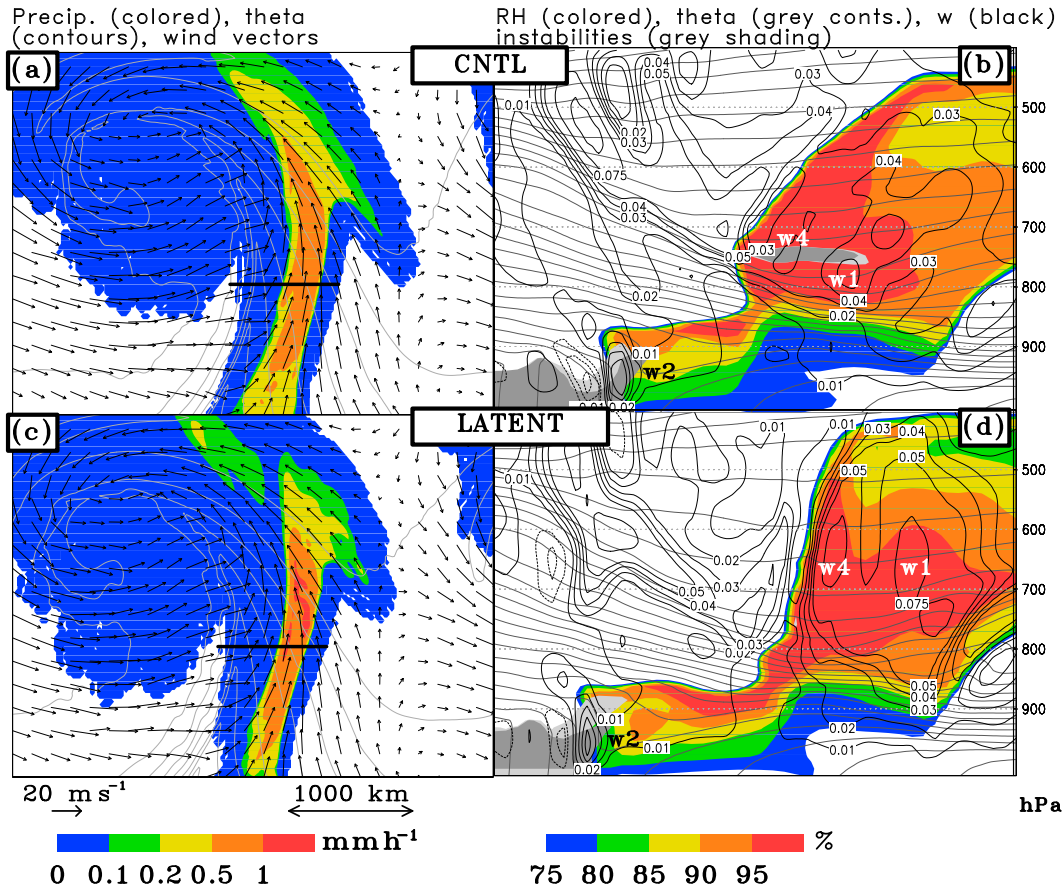 Precip. (colored), theta
(contours), wind vectors
RH (colored), theta (grey conts.), w (black)
instabilities (grey shading)
(a)
CNTL
(b)
0.04
0.05
0.03
0.01
0.04
0.03
500
0.02
0.03
0.075
0.04
600
0.04
0.03
w4
700
0.05
0.03
0.03
w1
0.02
0.04
800
0.02
0.01
w2
900
0.01
0.01
0.02
(c)
LATENT
(d)
0.01
0.01
0.03
0.04
0.05
0.05
500
0.01
600
0.02
w4
w1
0.05
0.03
0.04
0.075
700
0.03
0.02
800
0.05
0.04
0.03
0.01
900
w2
0.01
0.02
0.01
0.02
20 m s⁻¹
1000 km
hPa
mm h⁻¹
%
0 0.1 0.2 0.5 1
75 80 85 90 95